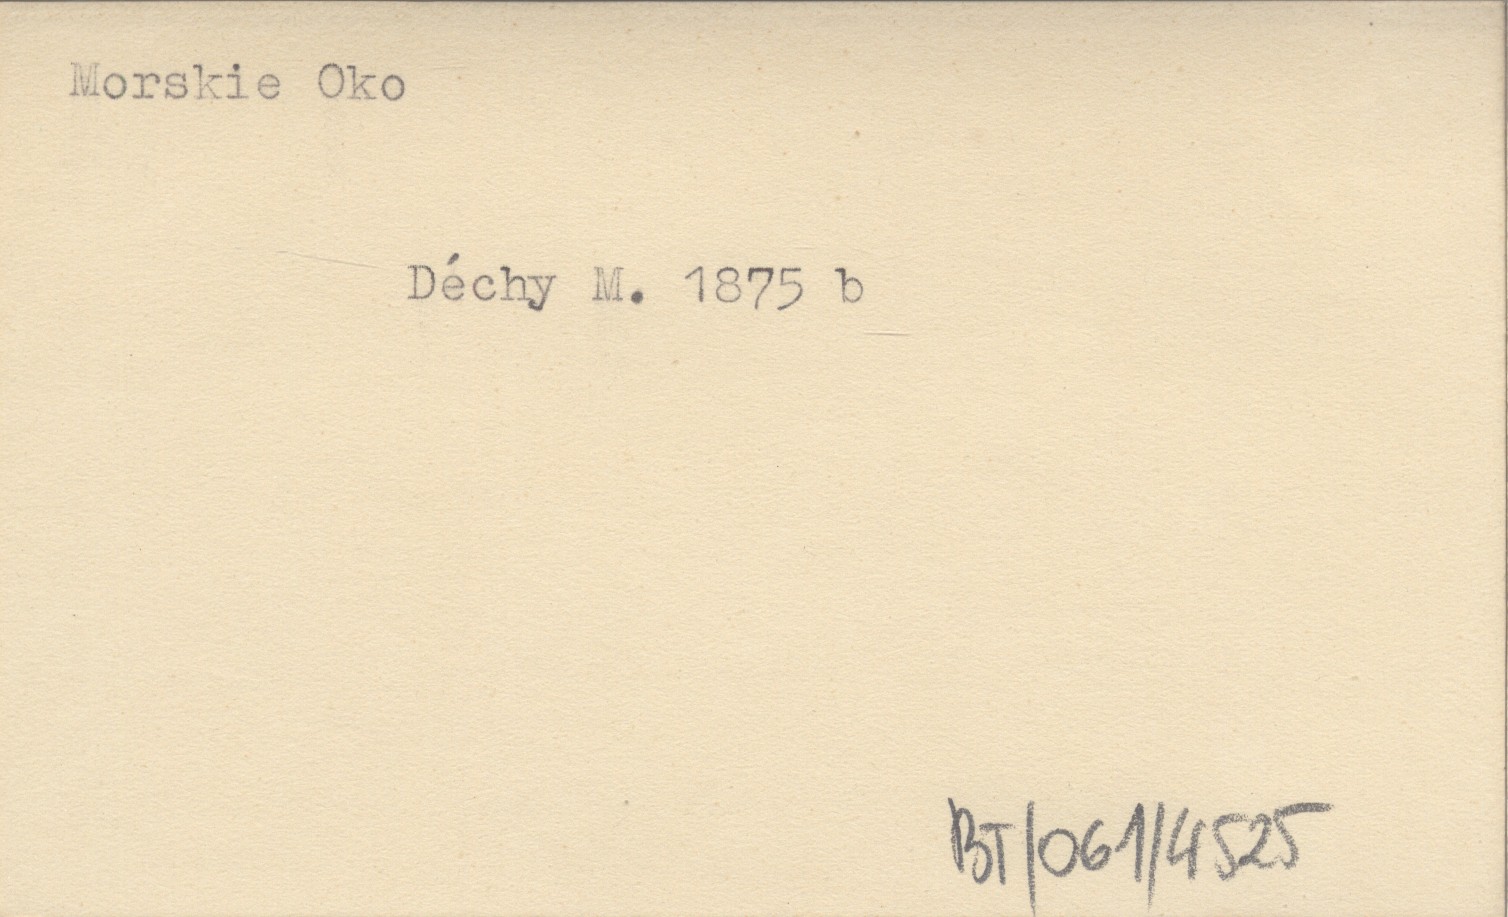 Morskie Oko
Déchy M. 1875 b
BT/061/4525